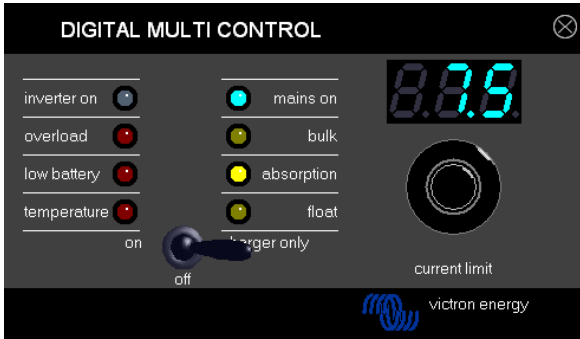 DIGITAL MULTI CONTROL
7.5
inverter on
mains on
overload
bulk
low battery
absorption
temperature
float
on
harger only
off
current limit
victron energy